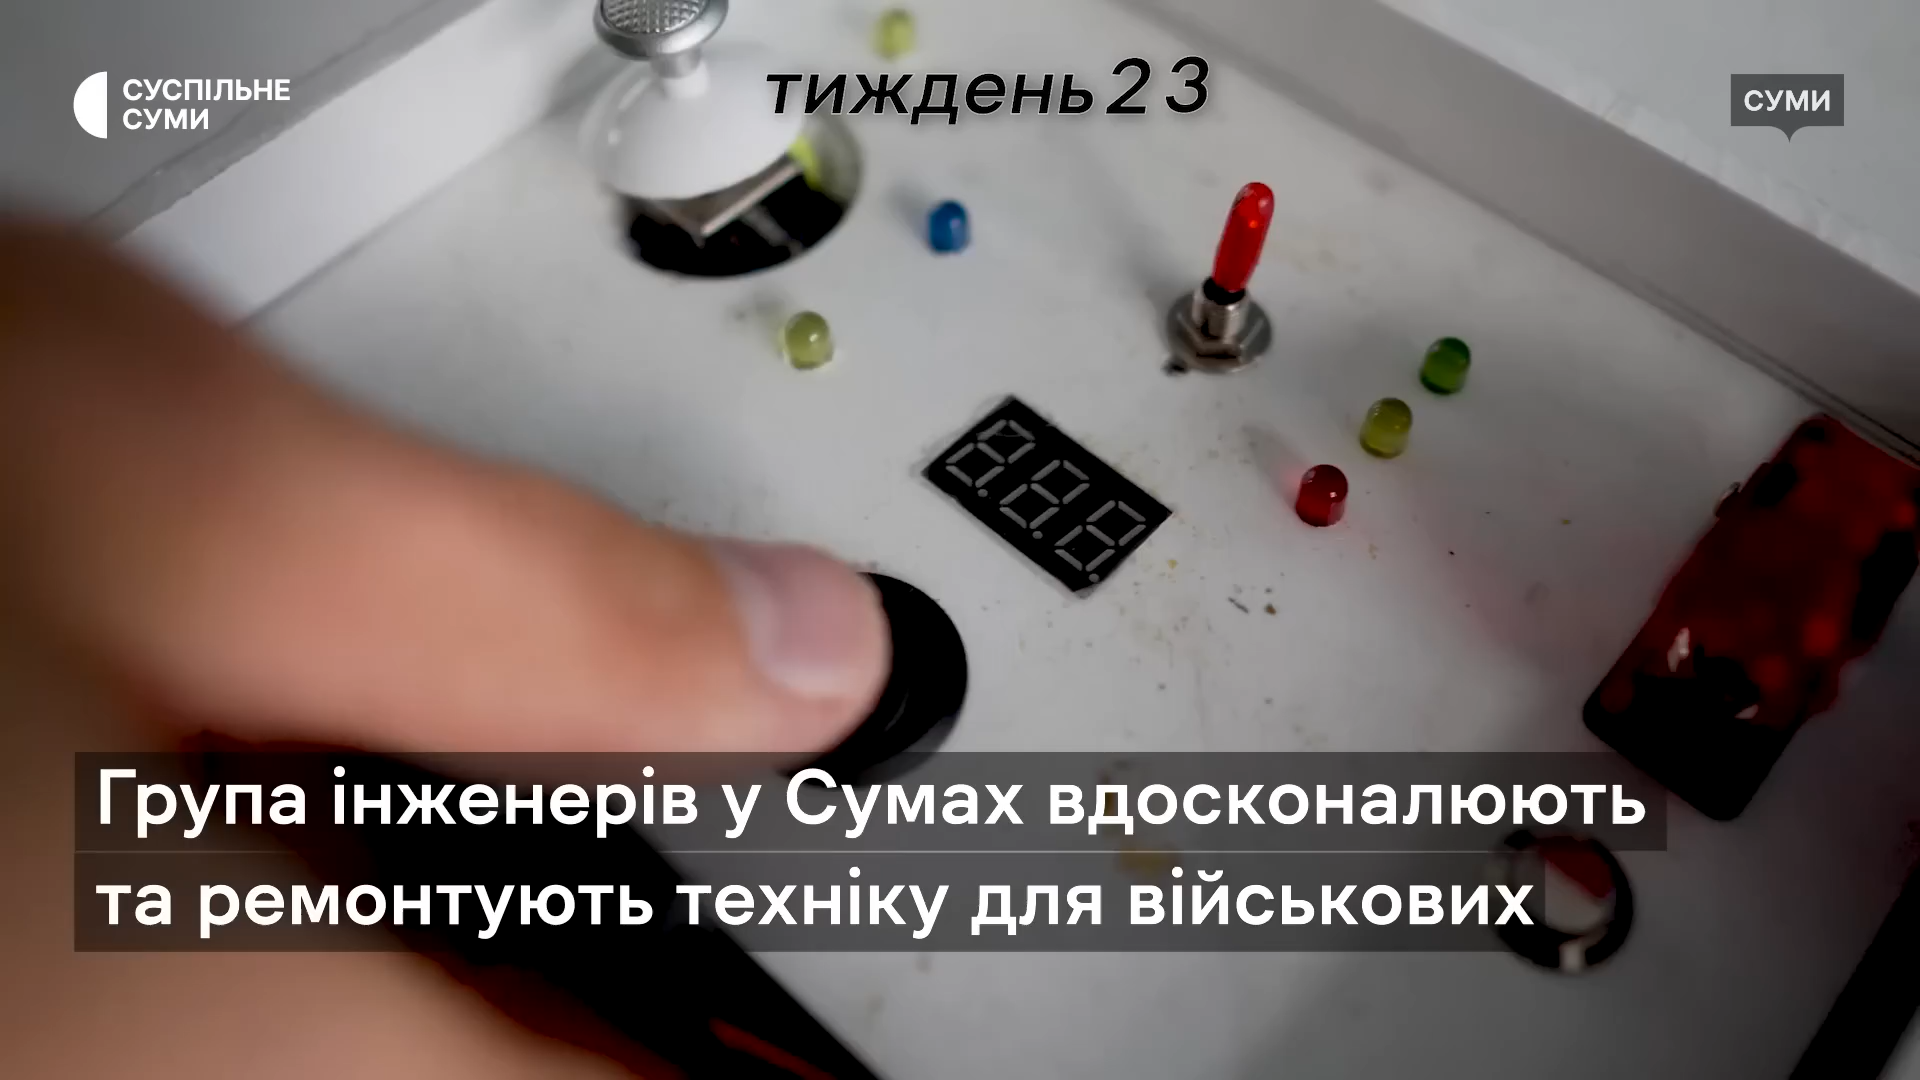 СУСПІЛЬНЕ
СУМИ
тиждень23
СУМИ
Група інженерів у Сумах вдосконалюють
та ремонтують техніку для військових